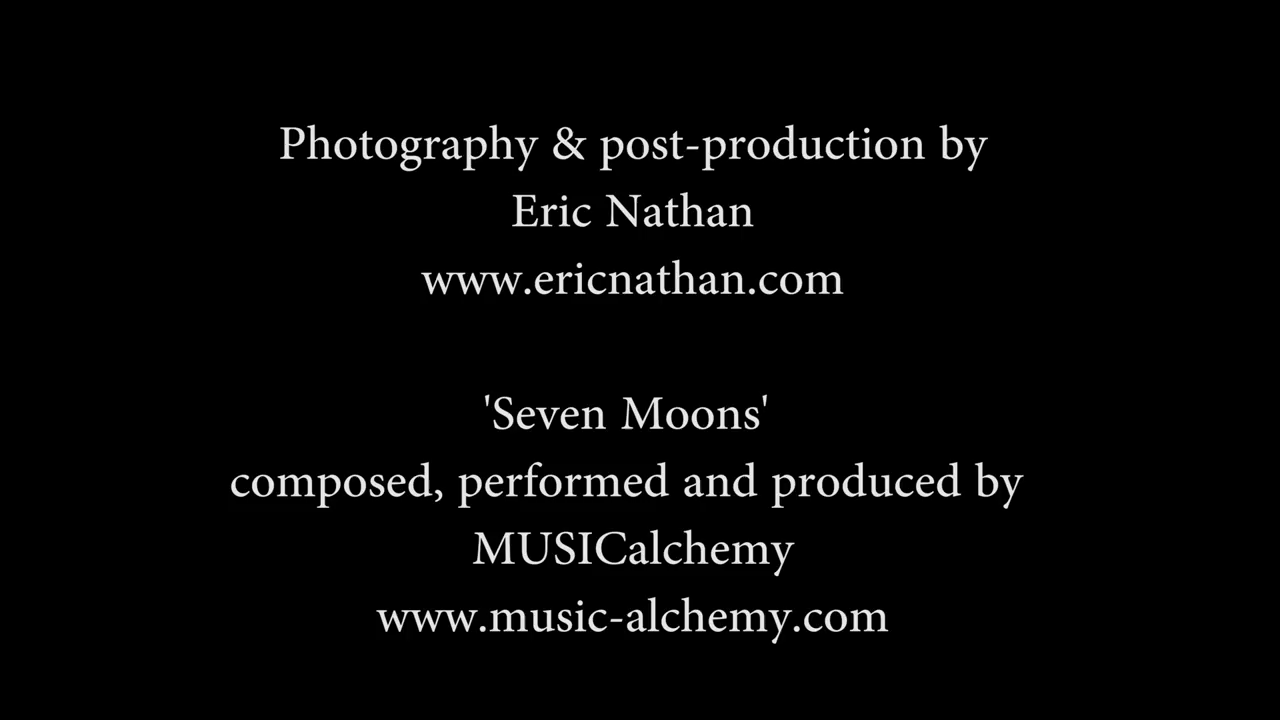 Photography & post-production by
Eric Nathan
www.ericnathan.com
'Seven Moons'
composed, performed and produced by
MUSICalchemy
www.music-alchemy.com